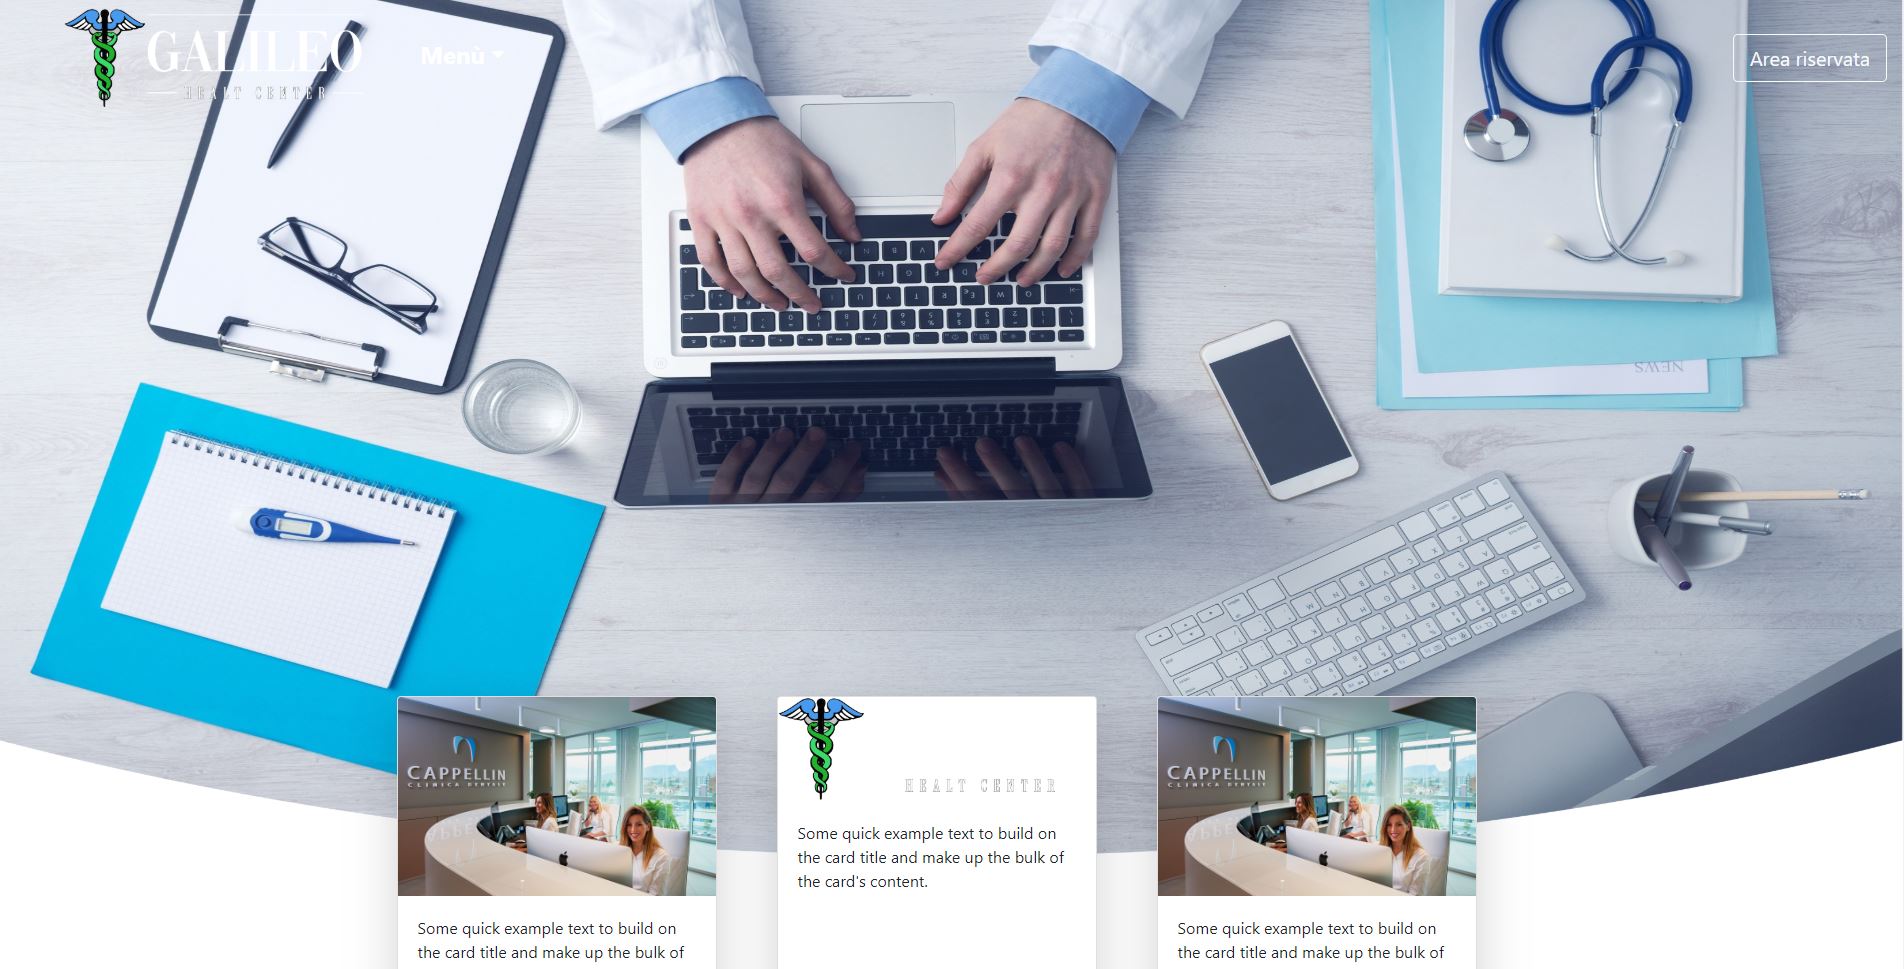 GALILEO
HEALT CENTER
Menù
Area riservata
NEWS
CAPPELLIN
CLINICA DENTALE
HEALT CENTER
CAPPELLIN
CLINICA DENTALE
Some quick example text to build on
the card title and make up the bulk of
the card's content.
Some quick example text to build on
the card title and make up the bulk of
Some quick example text to build on
the card title and make up the bulk of